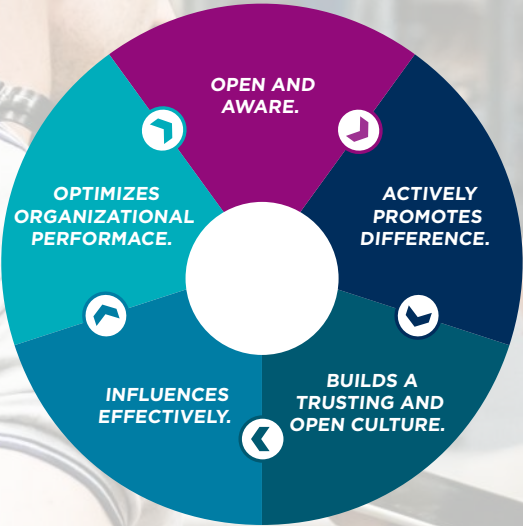 OPEN AND
AWARE.
ACTIVELY
PROMOTES
DIFFERENCE.
BUILDS A
TRUSTING AND
OPEN CULTURE.
INFLUENCES
EFFECTIVELY.
OPTIMIZES
ORGANIZATIONAL
PERFORMACE.